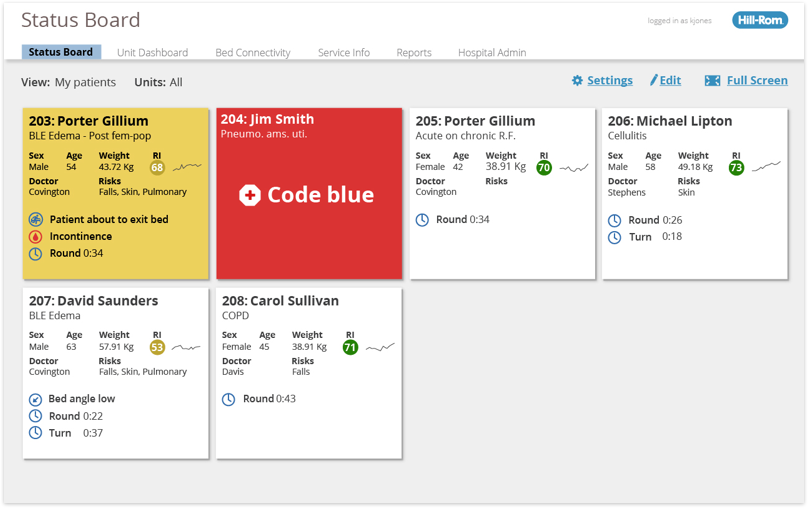 Status Board
logged in as kjones
Hill-Rom
Status Board Unit Dashboard Bed Connectivity Service Info Reports Hospital Admin
View: My patients Units: All
Settings Edit Full Screen
203: Porter Gillium
BLE Edema - Post fem-pop
Sex Age Weight RI
Male 54 43.72 Kg 68
Doctor Risks
Covington Falls, Skin, Pulmonary
Patient about to exit bed
Incontinence
Round 0:34
204: Jim Smith
Pneumo. ams. uti.
Code blue
205: Porter Gillium
Acute on chronic R.F.
Sex Age Weight RI
Female 42 38.91 Kg 70
Doctor Risks
Covington
Round 0:34
206: Michael Lipton
Cellulitis
Sex Age Weight RI
Male 58 49.18 Kg 73
Doctor Risks
Stephens Skin
Round 0:26
Turn 0:18
207: David Saunders
BLE Edema
Sex Age Weight RI
Male 63 57.91 Kg 53
Doctor Risks
Covington Falls, Skin, Pulmonary
Bed angle low
Round 0:22
Turn 0:37
208: Carol Sullivan
COPD
Sex Age Weight RI
Female 45 38.91 Kg 71
Doctor Risks
Davis Falls
Round 0:43